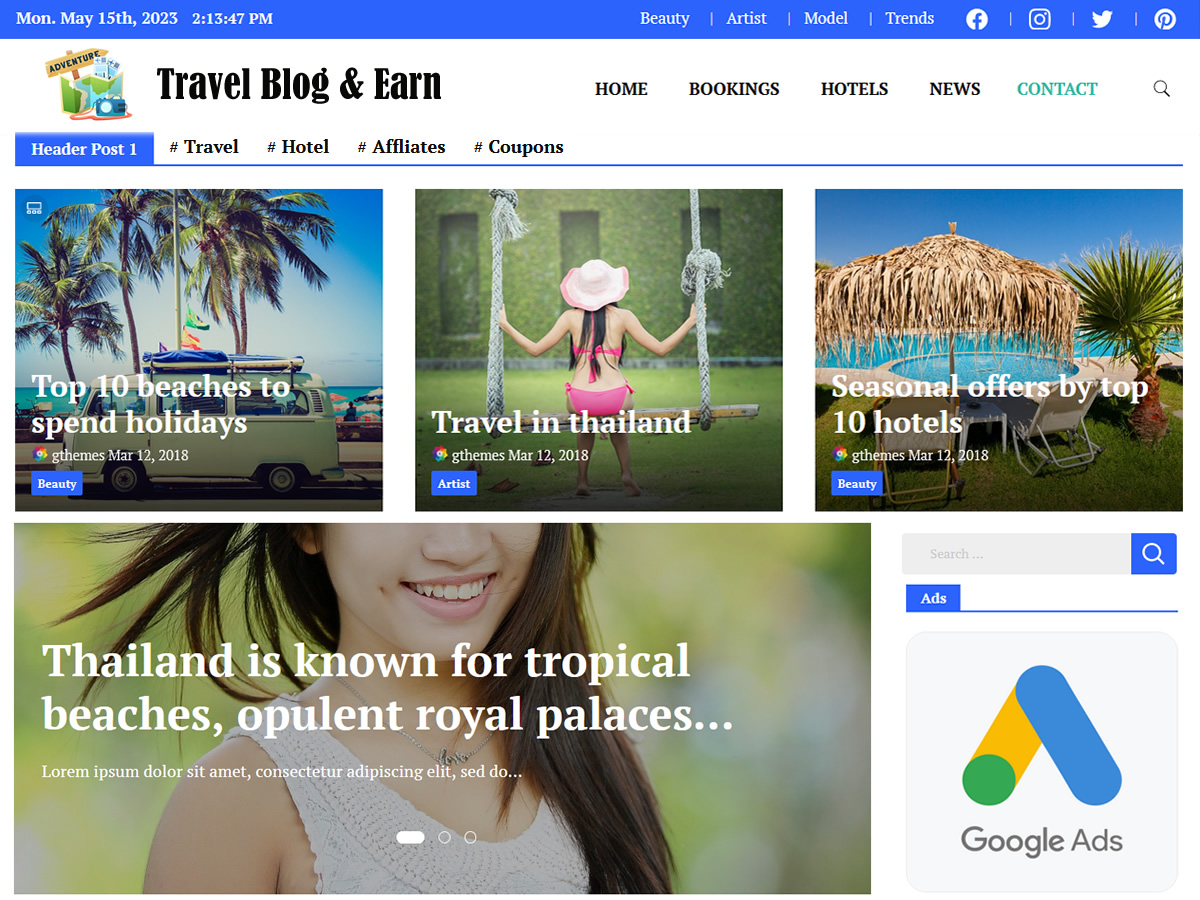 Mon. May 15th, 2023 2:13:47 PM
Beauty | Artist | Model | Trends | | |
ADVENTURE
Travel Blog & Earn
HOME BOOKINGS HOTELS NEWS CONTACT
Header Post 1 # Travel # Hotel # Affliates # Coupons
Top 10 beaches to
spend holidays
gthemes Mar 12, 2018
Beauty
Travel in thailand
gthemes Mar 12, 2018
Artist
Seasonal offers by top
10 hotels
gthemes Mar 12, 2018
Beauty
Thailand is known for tropical
beaches, opulent royal palaces...
Lorem ipsum dolor sit amet, consectetur adipiscing elit, sed do...
love
Search ...
Ads
Google Ads